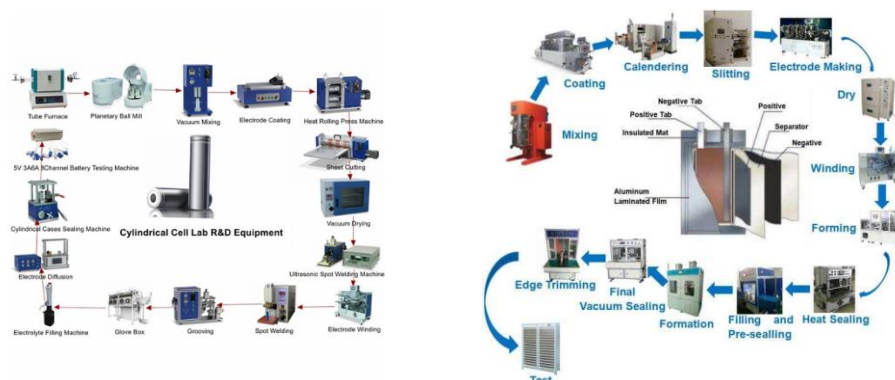 Tube Furnace
Planetary Ball Mill
Vacuum Mixing
Electrode Coating
Heat Rolling Press Machine
Sheet Cutting
Vacuum Drying
Ultrasonic Spot Welding Machine
Electrode Winding
Spot Welding
Grooving
Glove Box
Electrolyte Filling Machine
Electrode Diffusion
Cylindrical Cases Sealing Machine
5V 3A6A 8Channel Battery Testing Machine
Cylindrical Cell Lab R&D Equipment
Mixing
Coating
Calendering
Slitting
Electrode Making
Dry
Winding
Forming
Heat Sealing
Filling and
Pre-sealling
Formation
Final
Vacuum Sealing
Edge Trimming
Test
Negative Tab
Positive Tab
Insulated Mat
Aluminum
Laminated Film
Positive
Separator
Negative